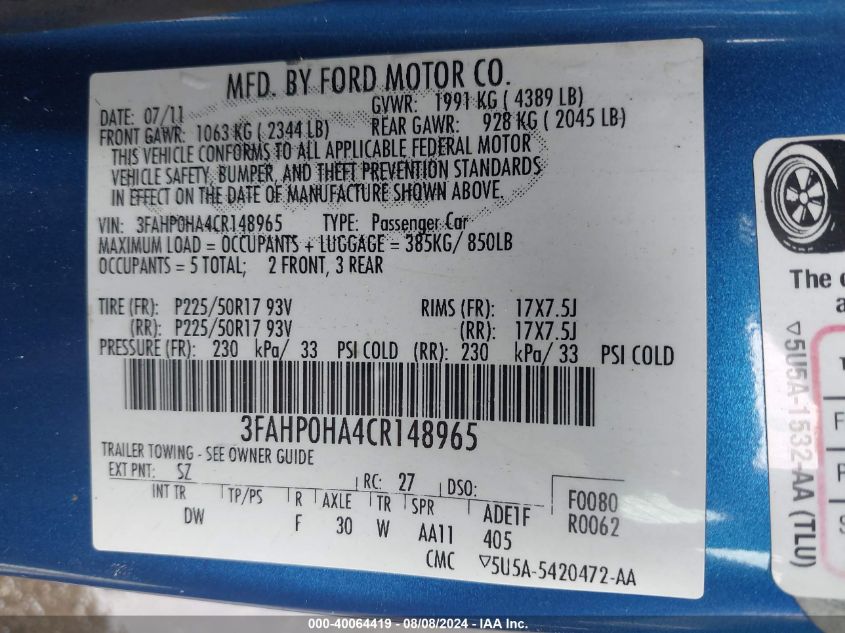 MFD. BY FORD MOTOR CO.
DATE: 07/11 GVWR: 1991 KG ( 4389 LB)
FRONT GAWR: 1063 KG ( 2344 LB) REAR GAWR: 928 KG ( 2045 LB)
THIS VEHICLE CONFORMS TO ALL APPLICABLE FEDERAL MOTOR
VEHICLE SAFETY, BUMPER, AND THEFT PREVENTION STANDARDS
IN EFFECT ON THE DATE OF MANUFACTURE SHOWN ABOVE.
VIN: 3FAHP0HA4CR148965 TYPE: Passenger Car
MAXIMUM LOAD = OCCUPANTS + LUGGAGE = 385KG/ 850LB
OCCUPANTS = 5 TOTAL; 2 FRONT, 3 REAR
TIRE (FR): P225/50R17 93V RIMS (FR): 17X7.5J
(RR): P225/50R17 93V (RR): 17X7.5J
PRESSURE (FR): 230 kPa/ 33 PSI COLD (RR): 230 kPa/ 33 PSI COLD
3FAHP0HA4CR148965
TRAILER TOWING - SEE OWNER GUIDE
EXT PNT: SZ RC: 27 DSO: F0080
INT TR TP/PS R AXLE TR SPR ADE1F R0062
DW F 30 W AA11 405
CMC ▽5U5A-5420472-AA
The
▽5U5A-1532-AA (TLU)
000-40064419 - 08/08/2024 - IAA Inc.